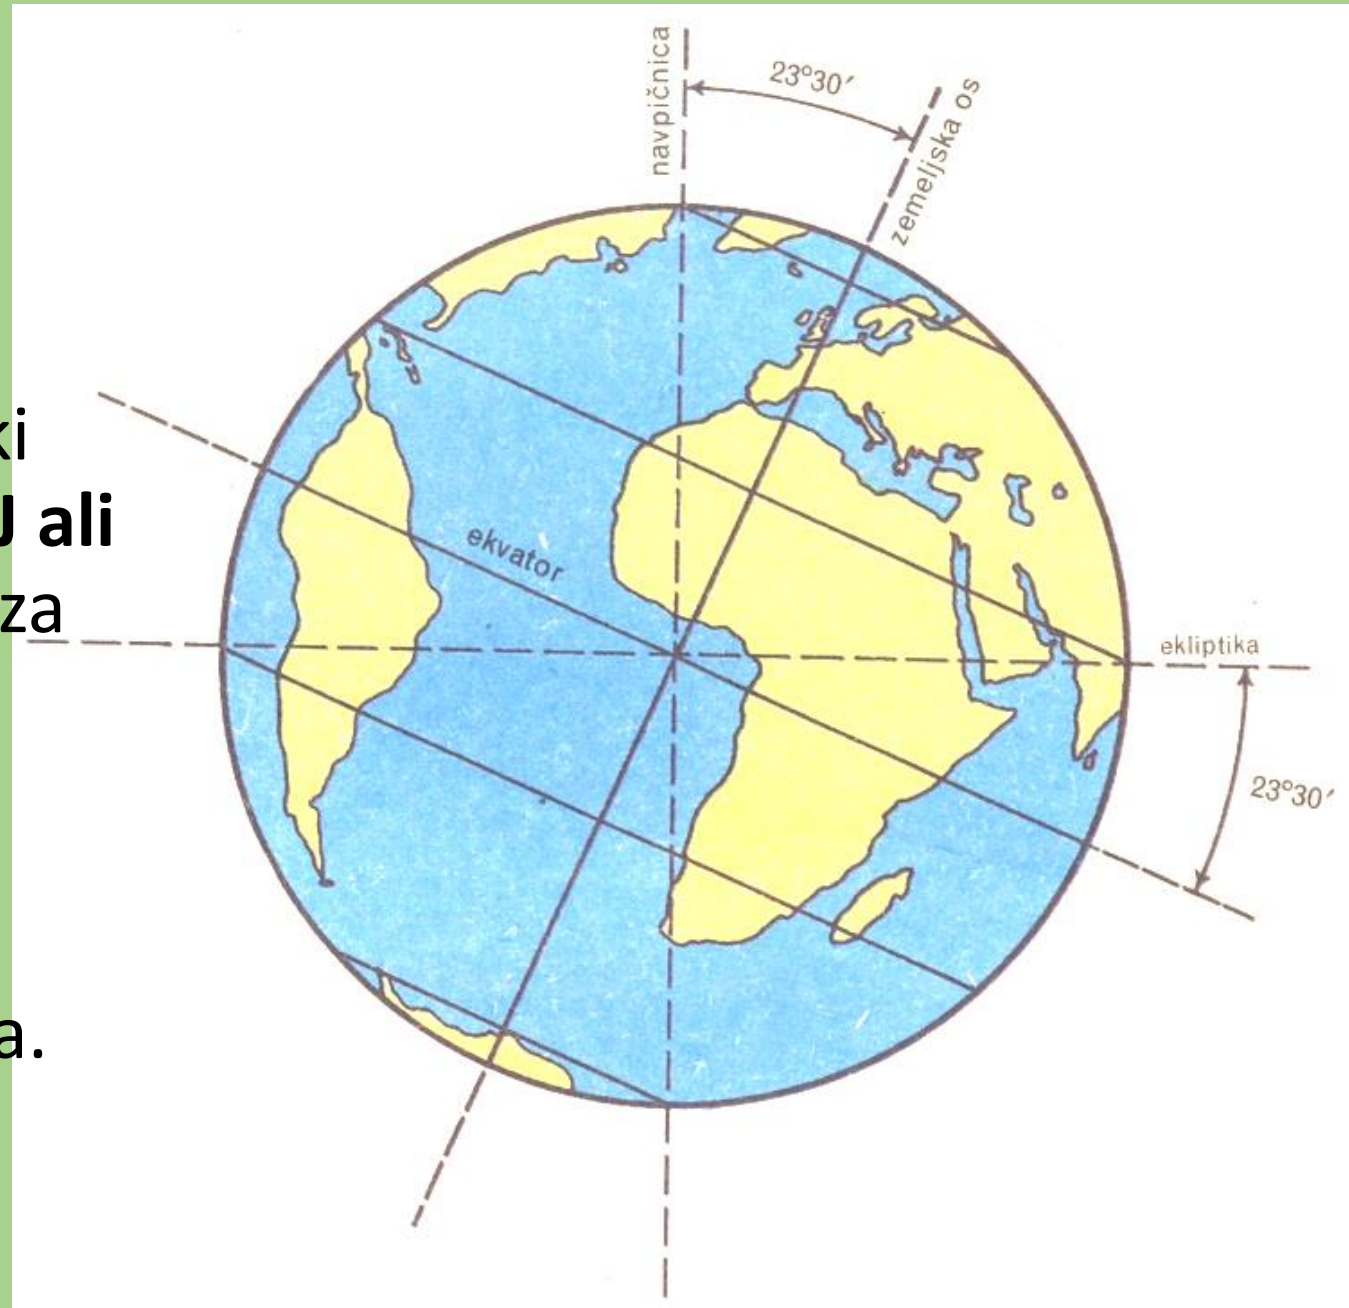 navpičnica
23°30′
zemeljska os
ki
ali
ekvator
za
ekliptika
23°30′
a.